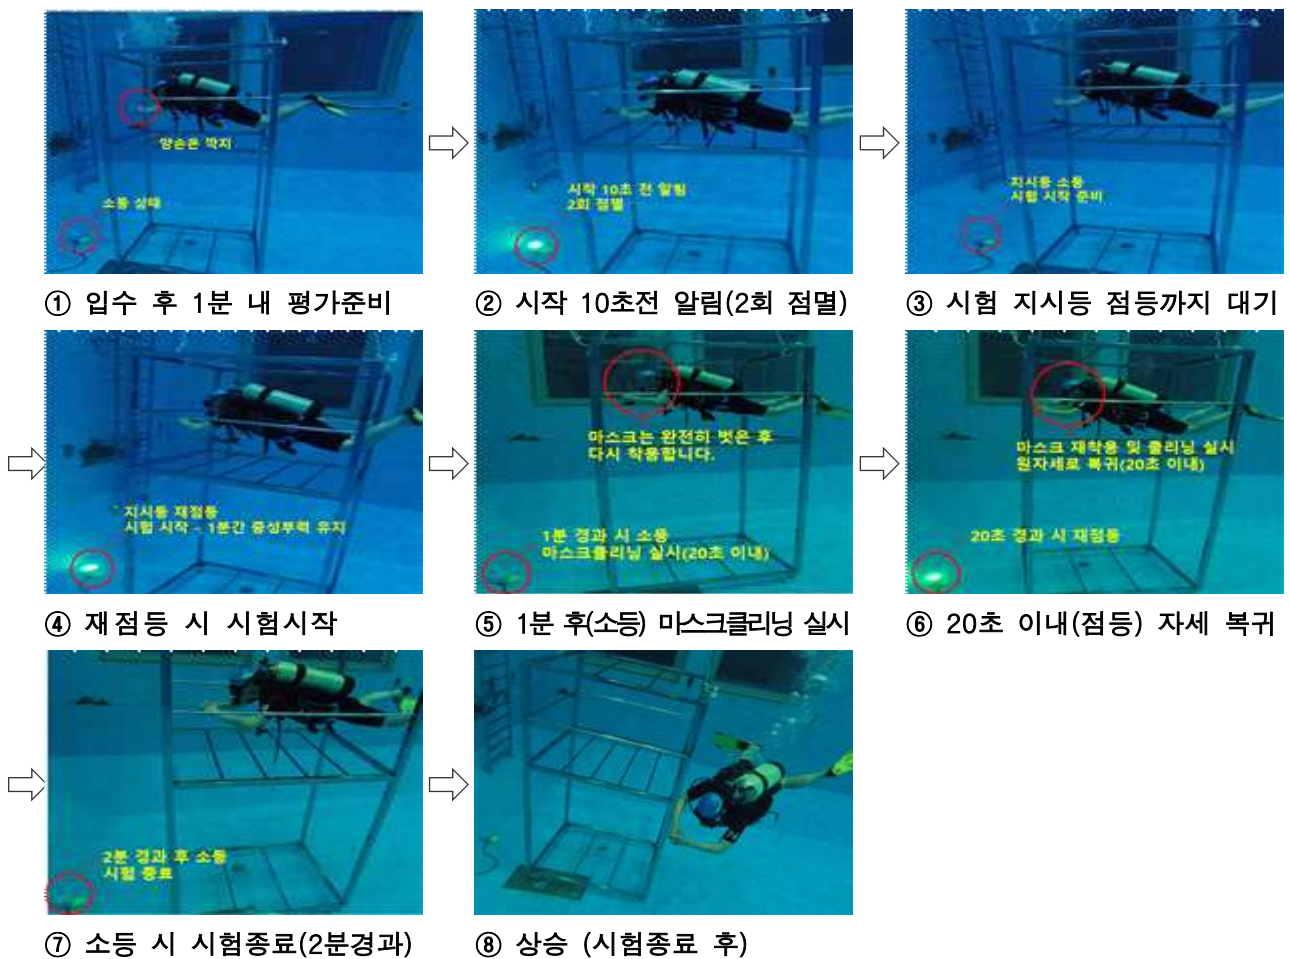 양손은 깍지
소등 상태
① 입수 후 1분 내 평가준비
시작 10초 전 알림
2회 점멸
② 시작 10초전 알림(2회 점멸)
지시등 소등
시험 시작 준비
③ 시험 지시등 점등까지 대기
지시등 재점등
시험 시작 - 1분간 중성부력 유지
④ 재점등 시 시험시작
마스크는 완전히 벗은 후
다시 착용합니다.
1분 경과 시 소등
마스크클리닝 실시(20초 이내)
⑤ 1분 후(소등) 마스크클리닝 실시
마스크 재착용 및 클리닝 실시
원자세로 복귀(20초 이내)
20초 경과 시 재점등
⑥ 20초 이내(점등) 자세 복귀
2분 경과 후 소등
시험 종료
⑦ 소등 시 시험종료(2분경과)
⑧ 상승 (시험종료 후)